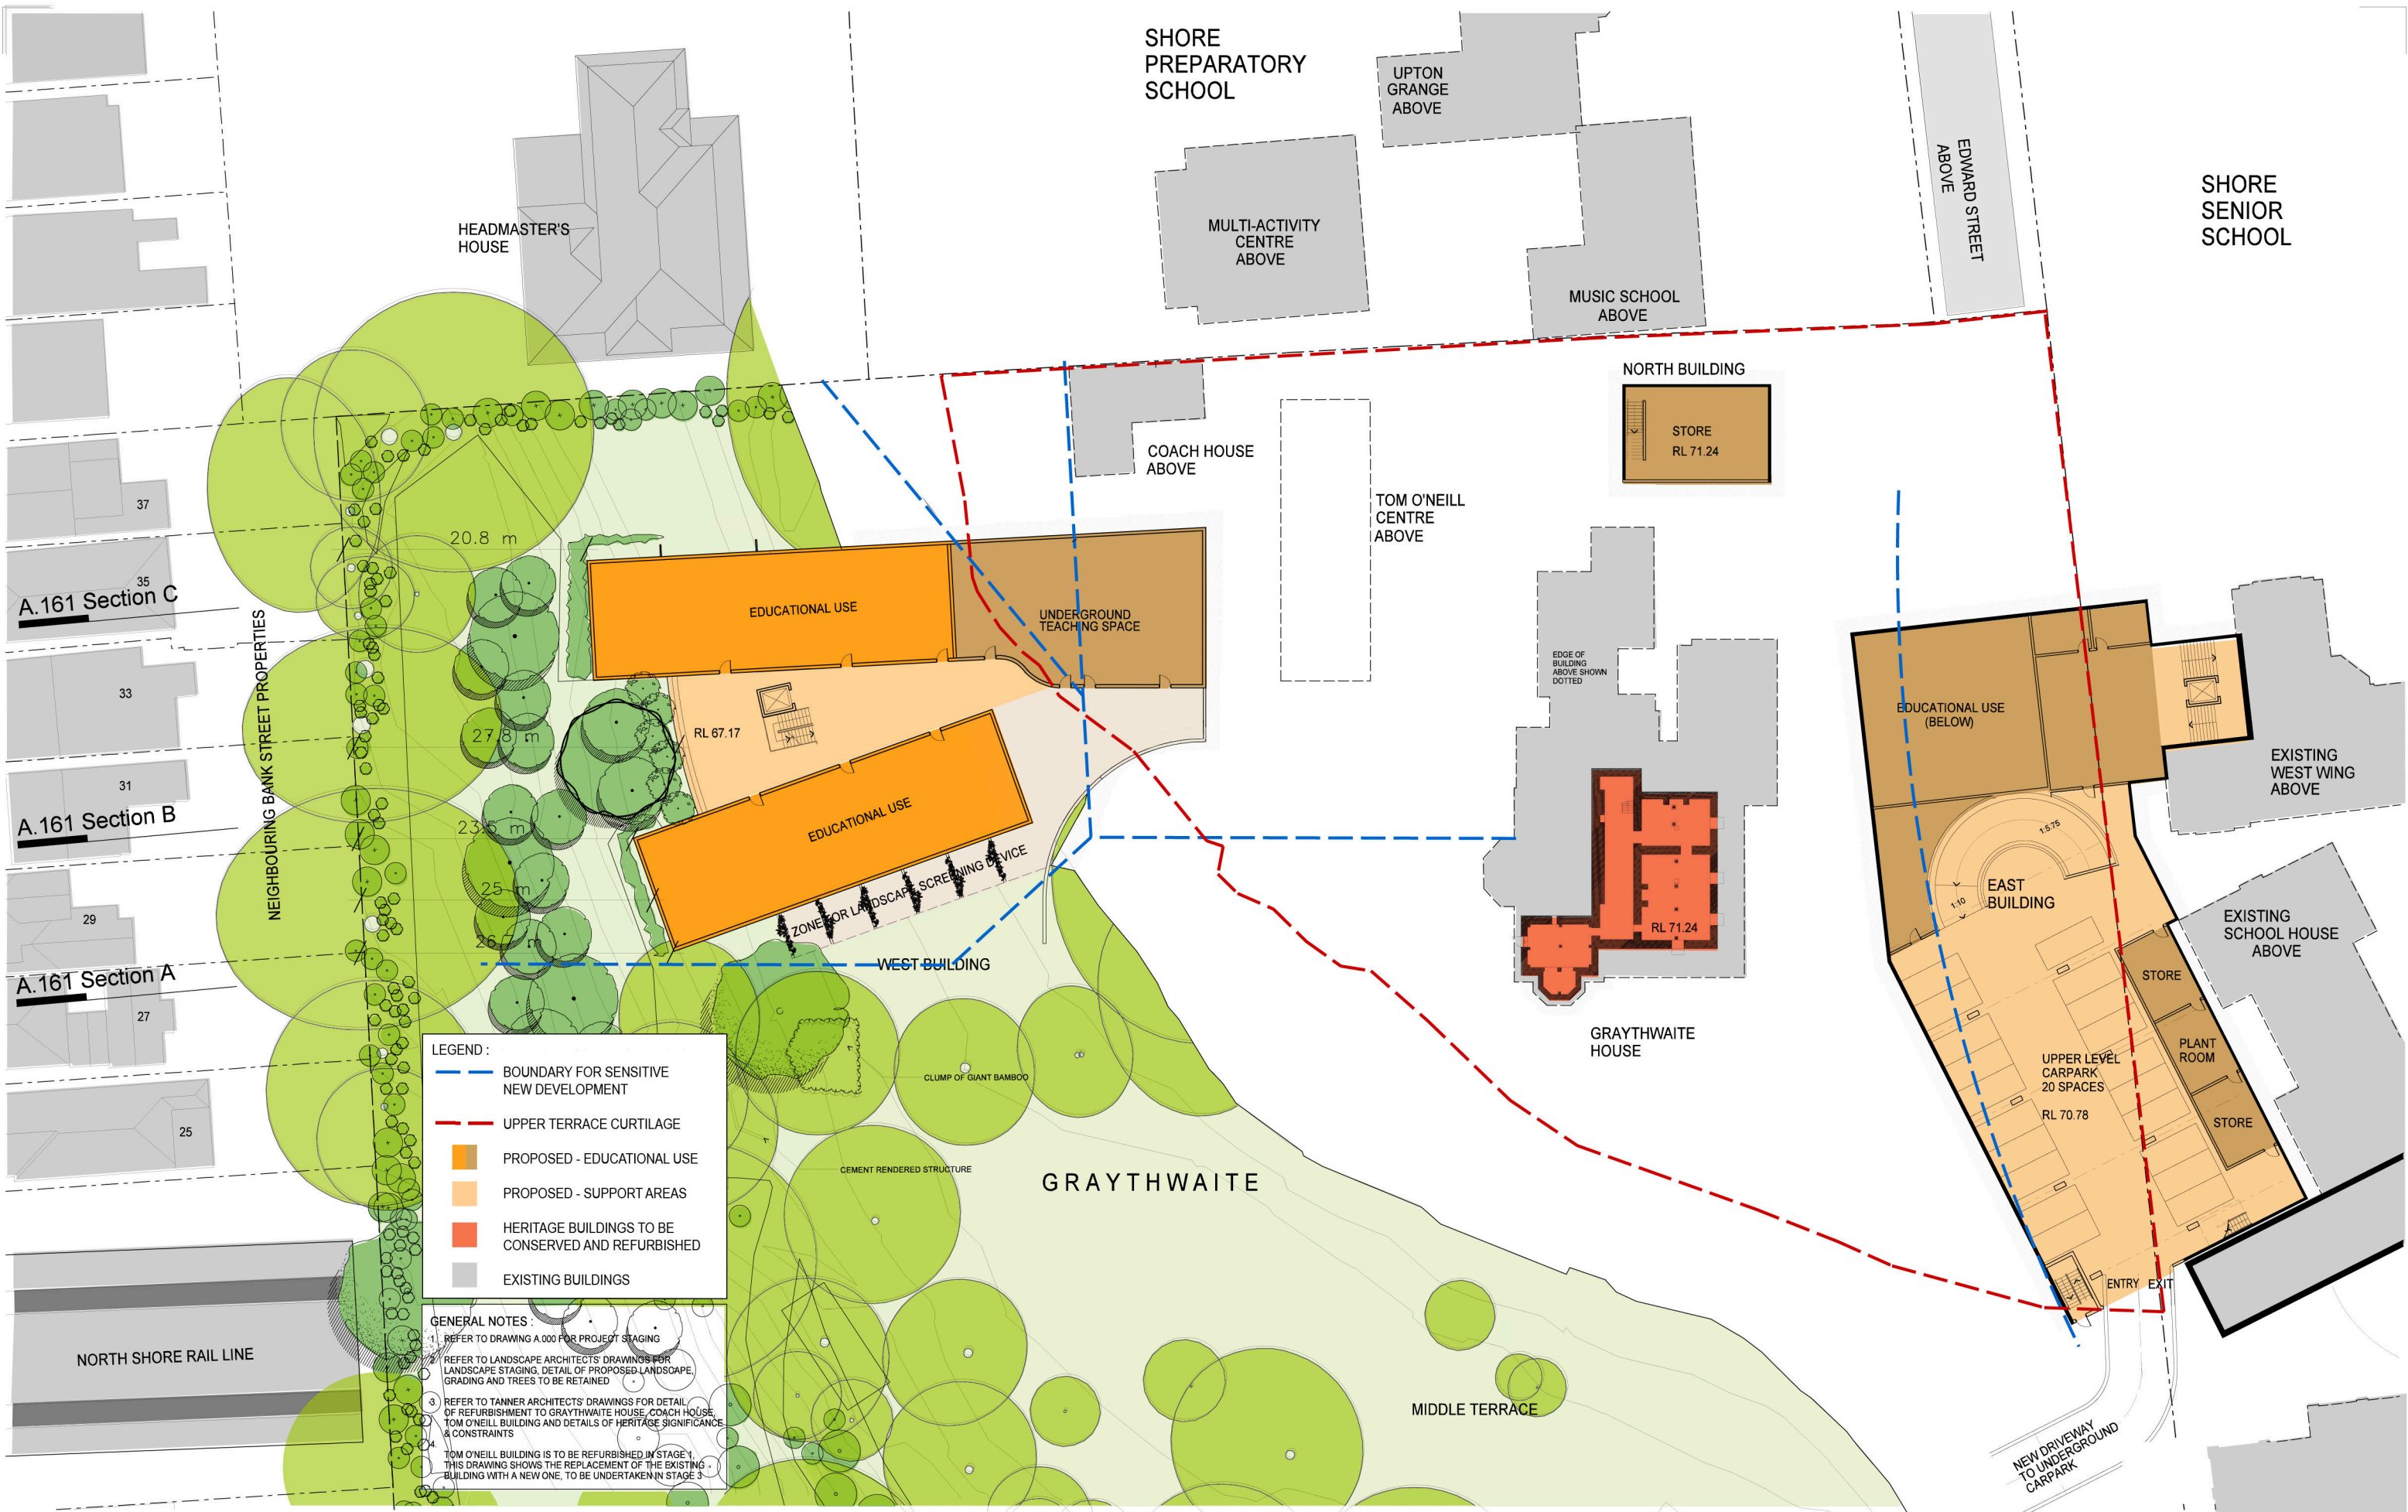 SHORE
PREPARATORY
SCHOOL
UPTON
GRANGE
ABOVE
EDWARD STREET
ABOVE
SHORE
SENIOR
SCHOOL
HEADMASTER'S
HOUSE
MULTI-ACTIVITY
CENTRE
ABOVE
MUSIC SCHOOL
ABOVE
NORTH BUILDING
STORE
RL 71.24
COACH HOUSE
ABOVE
TOM O'NEILL
CENTRE
ABOVE
37
20.8 m
35
A.161 Section C
EDUCATIONAL USE
UNDERGROUND
TEACHING SPACE
NEIGHBOURING BANK STREET PROPERTIES
33
EDGE OF
BUILDING
ABOVE SHOWN
DOTTED
EDUCATIONAL USE
(BELOW)
27.8 m
RL 67.17
EXISTING
WEST WING
ABOVE
31
A.161 Section B
23.5 m
EDUCATIONAL USE
1:5.75
ZONE FOR LANDSCAPE SCREENING DEVICE
25 m
1:10
EAST
BUILDING
29
RL 71.24
EXISTING
SCHOOL HOUSE
ABOVE
WEST BUILDING
A.161 Section A
STORE
27
GRAYTHWAITE
HOUSE
PLANT
ROOM
UPPER LEVEL
CARPARK
20 SPACES
RL 70.78
STORE
CLUMP OF GIANT BAMBOO
25
CEMENT RENDERED STRUCTURE
GRAYTHWAITE
LEGEND :
BOUNDARY FOR SENSITIVE
NEW DEVELOPMENT
UPPER TERRACE CURTILAGE
PROPOSED - EDUCATIONAL USE
PROPOSED - SUPPORT AREAS
HERITAGE BUILDINGS TO BE
CONSERVED AND REFURBISHED
EXISTING BUILDINGS
ENTRY EXIT
NORTH SHORE RAIL LINE
GENERAL NOTES :
1. REFER TO DRAWING A.000 FOR PROJECT STAGING
2. REFER TO LANDSCAPE ARCHITECTS' DRAWINGS FOR
LANDSCAPE STAGING, DETAIL OF PROPOSED LANDSCAPE,
GRADING AND TREES TO BE RETAINED
3. REFER TO TANNER ARCHITECTS' DRAWINGS FOR DETAIL
OF REFURBISHMENT TO GRAYTHWAITE HOUSE, COACH HOUSE,
TOM O'NEILL BUILDING AND DETAILS OF HERITAGE SIGNIFICANCE
& CONSTRAINTS
4.
TOM O'NEILL BUILDING IS TO BE REFURBISHED IN STAGE 1,
THIS DRAWING SHOWS THE REPLACEMENT OF THE EXISTING
BUILDING WITH A NEW ONE, TO BE UNDERTAKEN IN STAGE 3
MIDDLE TERRACE
NEW DRIVEWAY
TO UNDERGROUND
CARPARK